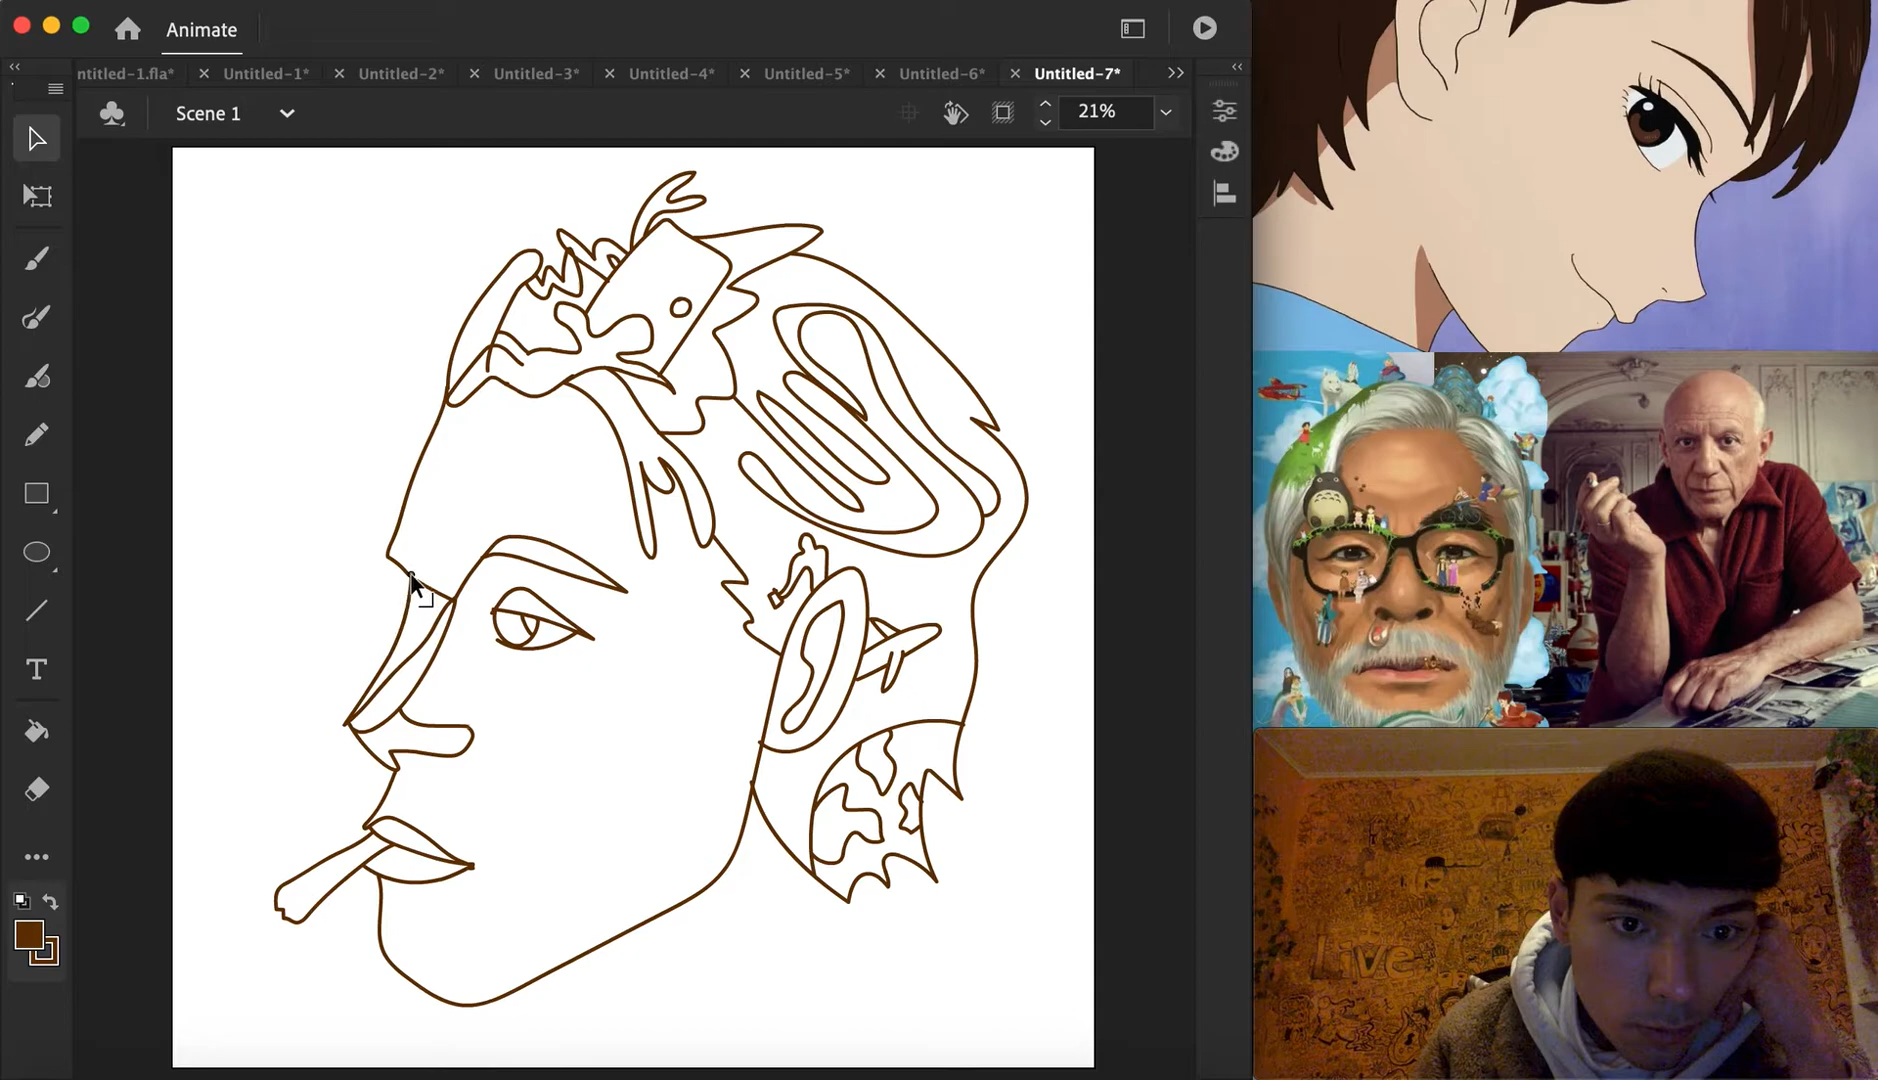 Animate
ntitled-1.fla*
Untitled-1*
Untitled-2*
Untitled-3*
Untitled-4*
Untitled-5*
Untitled-6*
Untitled-7*
Scene 1
21%
Live